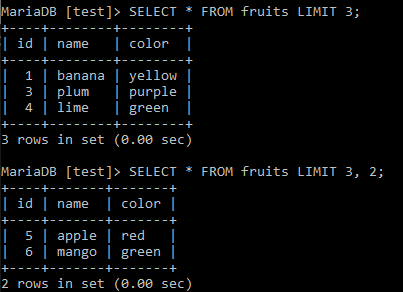 MariaDB [test]> SELECT * FROM fruits LIMIT 3;
+----+--------+--------+
| id | name   | color  |
+----+--------+--------+
|  1 | banana | yellow |
|  3 | plum   | purple |
|  4 | lime   | green  |
+----+--------+--------+
3 rows in set (0.00 sec)

MariaDB [test]> SELECT * FROM fruits LIMIT 3, 2;
+----+-------+-------+
| id | name  | color |
+----+-------+-------+
|  5 | apple | red   |
|  6 | mango | green |
+----+-------+-------+
2 rows in set (0.00 sec)